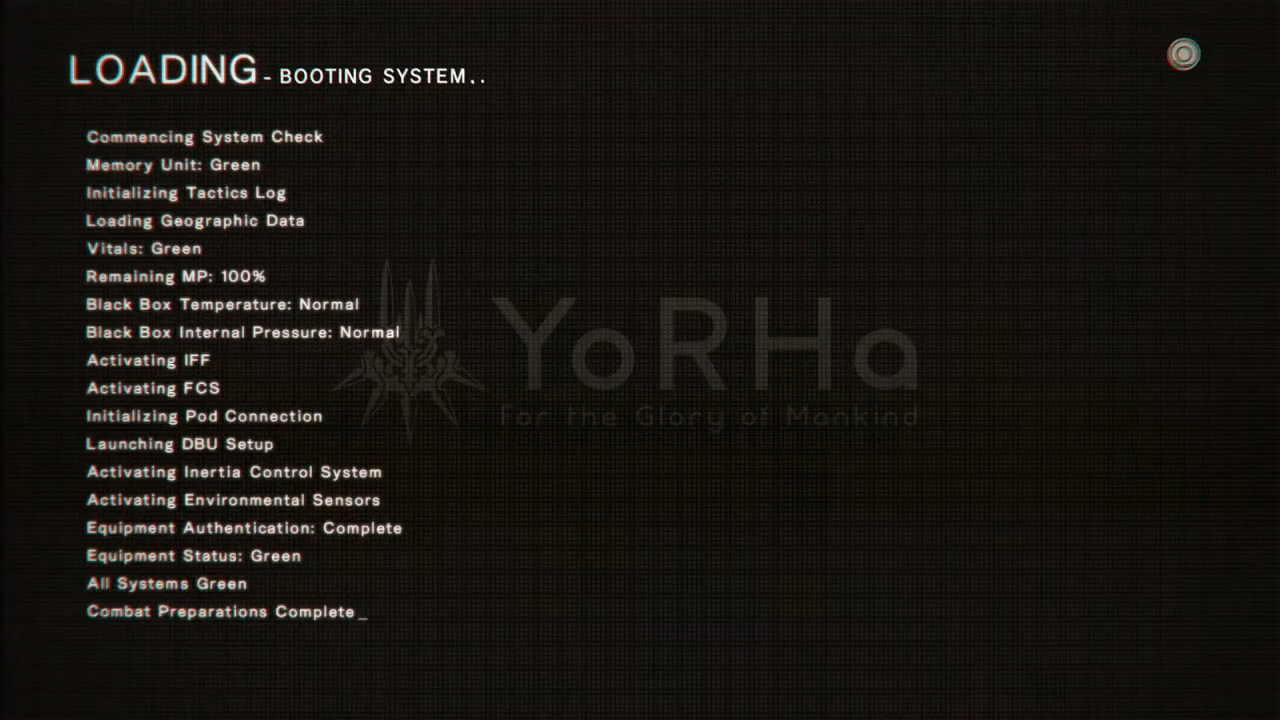 LOADING - BOOTING SYSTEM..
Commencing System Check
Memory Unit: Green
Initializing Tactics Log
Loading Geographic Data
Vitals: Green
Remaining MP: 100%
Black Box Temperature: Normal
Black Box Internal Pressure: Normal
Activating IFF
Activating FCS
Initializing Pod Connection
Launching DBU Setup
Activating Inertia Control System
Activating Environmental Sensors
Equipment Authentication: Complete
Equipment Status: Green
All Systems Green
Combat Preparations Complete_
YoRHa
For the Glory of Mankind